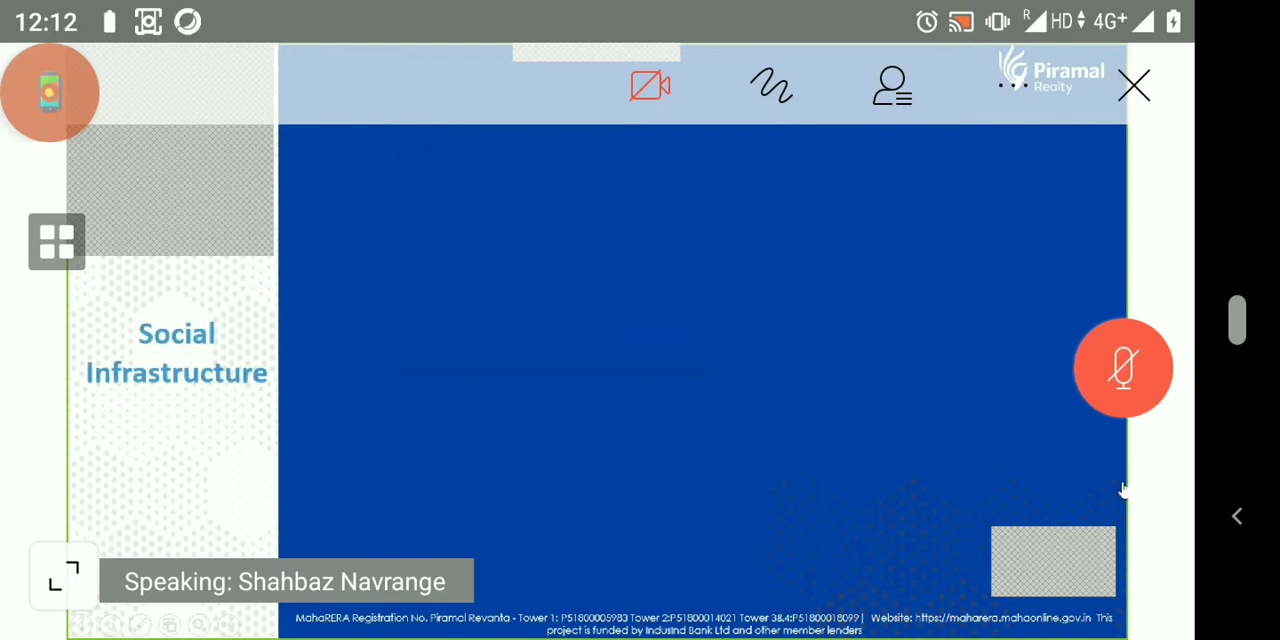 12:12
R HD 4G+
Piramal
Realty
Social
Infrastructure
Speaking: Shahbaz Navrange
MahaRERA Registration No. Piramal Revanta - Tower 1: P51800005983 Tower 2:P51800014021 Tower 3&4:P51800018099 | Website: https://maharera.mahaonline.gov.in This
project is funded by IndusInd Bank Ltd and other member lenders